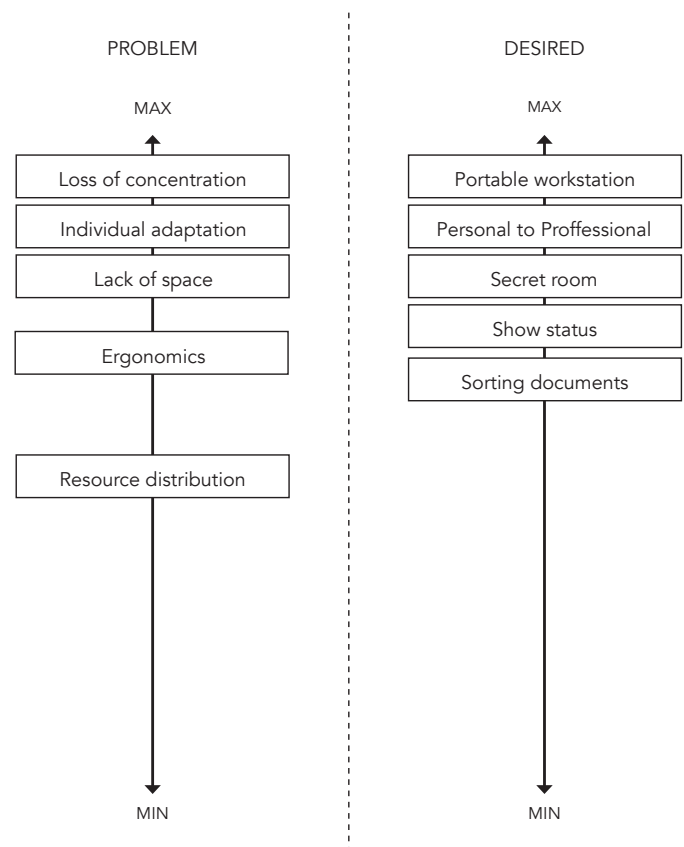 PROBLEM
MAX
Loss of concentration
Individual adaptation
Lack of space
Ergonomics
Resource distribution
MIN
DESIRED
MAX
Portable workstation
Personal to Proffessional
Secret room
Show status
Sorting documents
MIN